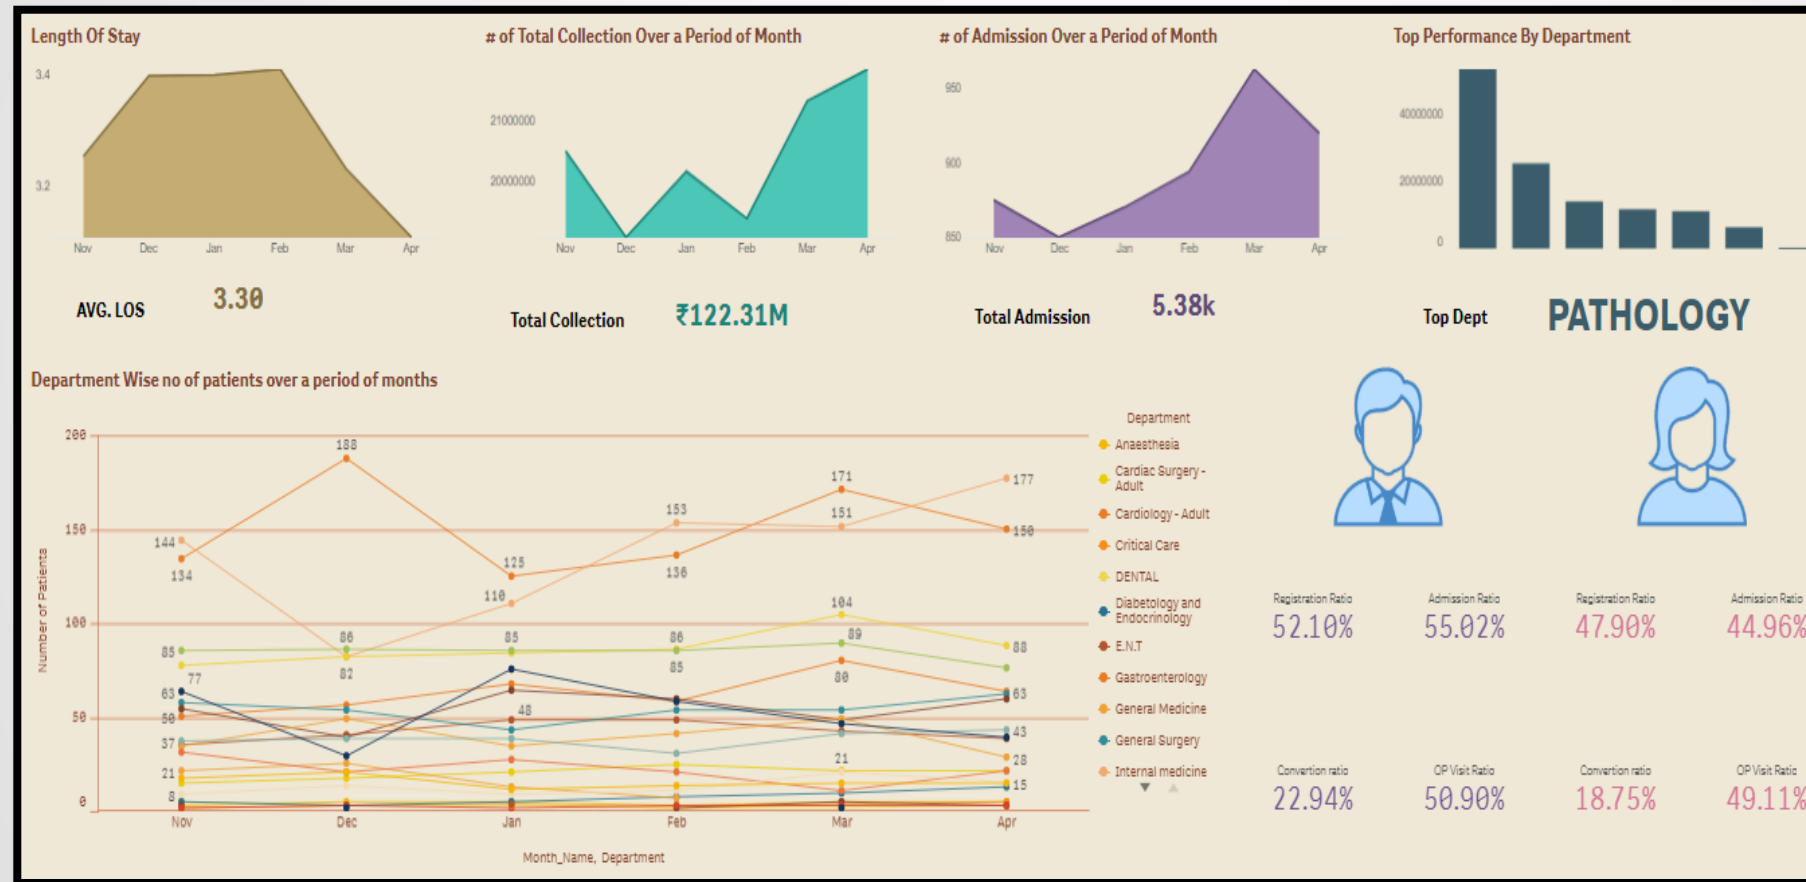 Length Of Stay
3.4
3.2
Nov Dec Jan Feb Mar Apr
AVG. LOS 3.30
# of Total Collection Over a Period of Month
21000000
20000000
Nov Dec Jan Feb Mar Apr
Total Collection ₹122.31M
# of Admission Over a Period of Month
950
900
850
Nov Dec Jan Feb Mar Apr
Total Admission 5.38k
Top Performance By Department
40000000
20000000
0
Top Dept PATHOLOGY
Department Wise no of patients over a period of months
Number of Patients
200
150
100
50
0
188
171
177
153
151
144
150
134
125
136
110
104
86
85
86
89
85
88
82
85
80
77
63
63
50
48
37
43
21
21
28
8
15
Nov Dec Jan Feb Mar Apr
Month_Name, Department
Department
Anaesthesia
Cardiac Surgery -
Adult
Cardiology - Adult
Critical Care
DENTAL
Diabetology and
Endocrinology
E.N.T
Gastroenterology
General Medicine
General Surgery
Internal medicine
Registration Ratio Admission Ratio Registration Ratio Admission Ratio
52.10% 55.02% 47.90% 44.96%
Convertion ratio OP Visit Ratio Convertion ratio OP Visit Ratio
22.94% 50.90% 18.75% 49.11%